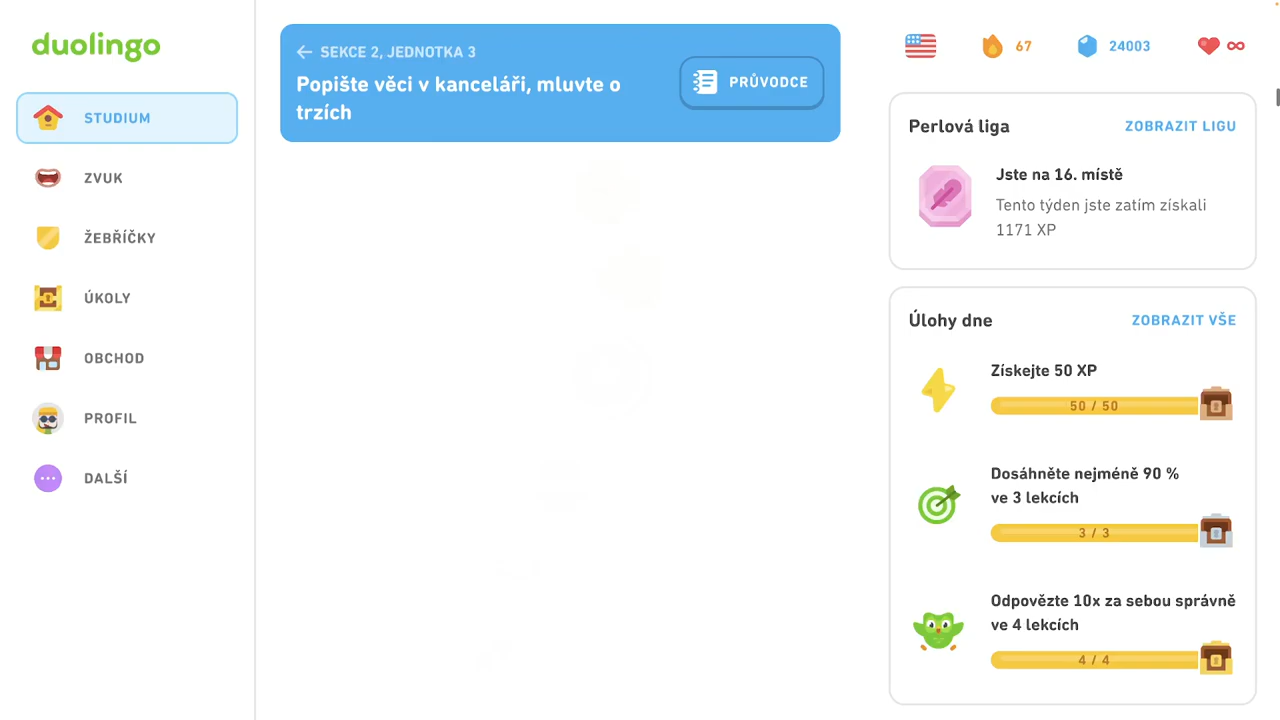 duolingo
STUDIUM
ZVUK
ŽEBŘÍČKY
ÚKOLY
OBCHOD
PROFIL
DALŠÍ
SEKCE 2, JEDNOTKA 3
Popište věci v kanceláři, mluvte o
trzích
PRŮVODCE
67
24003
∞
Perlová liga
ZOBRAZIT LIGU
Jste na 16. místě
Tento týden jste zatím získali
1171 XP
Úlohy dne
ZOBRAZIT VŠE
Získejte 50 XP
50 / 50
Dosáhněte nejméně 90 %
ve 3 lekcích
3 / 3
Odpovězte 10x za sebou správně
ve 4 lekcích
4 / 4